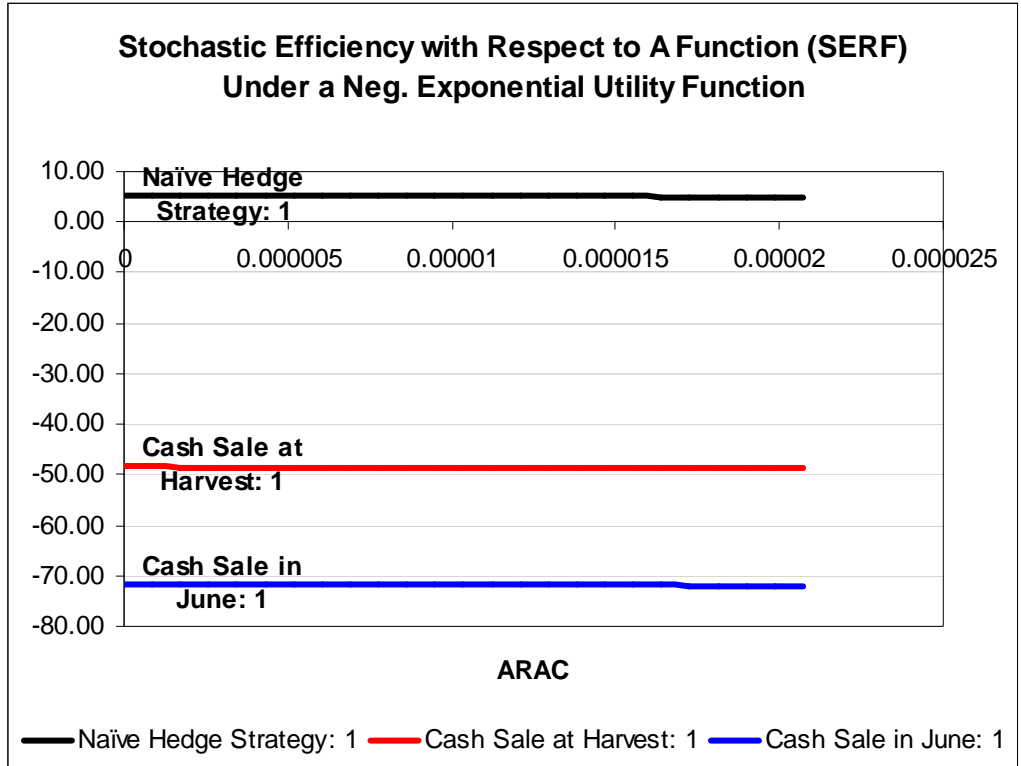 Stochastic Efficiency with Respect to A Function (SERF)
Under a Neg. Exponential Utility Function
10.00
Naïve Hedge
Strategy: 1
0.00
0 0.000005 0.00001 0.000015 0.00002 0.000025
-10.00
-20.00
-30.00
-40.00
Cash Sale at
-50.00
Harvest: 1
-60.00
Cash Sale in
-70.00
June: 1
-80.00
ARAC
Naïve Hedge Strategy: 1 Cash Sale at Harvest: 1 Cash Sale in June: 1